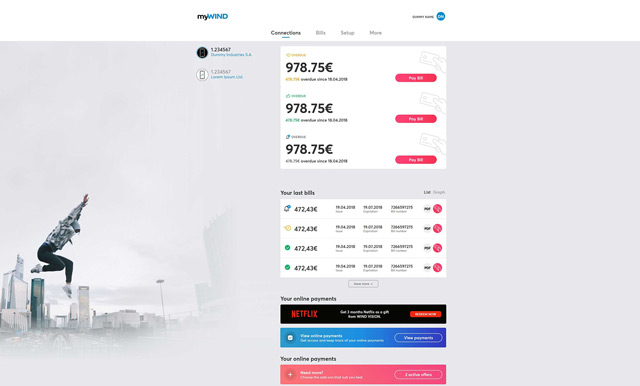 myWIND
DUMMY NAME
DN
Connections
Bills
Setup
More
1.234567
Dummy Industries S.A.
1.234567
Lorem Ipsum Ltd.
OVERDUE
978.75€
478.75€ overdue since 18.04.2018
Pay Bill
OVERDUE
978.75€
478.75€ overdue since 18.04.2018
Pay Bill
OVERDUE
978.75€
478.75€ overdue since 18.04.2018
Pay Bill
Your last bills
List
Graph
472,43€
19.04.2018
19.01.2018
7266591275
PDF
Issue
Expiration
Bill number
472,43€
19.04.2018
19.01.2018
7266591275
PDF
Issue
Expiration
Bill number
472,43€
19.04.2018
19.01.2018
7266591275
PDF
Issue
Expiration
Bill number
472,43€
19.04.2018
19.01.2018
7266591275
PDF
Issue
Expiration
Bill number
Your online payments
NETFLIX
Get 3 months Netflix as a gift
from WIND VISION.
REDEEM NOW
View online payments
Get access and keep track of your online payments
View payments
Your online payments
Need more?
Choose the add-ons that suit you best
2 active offers